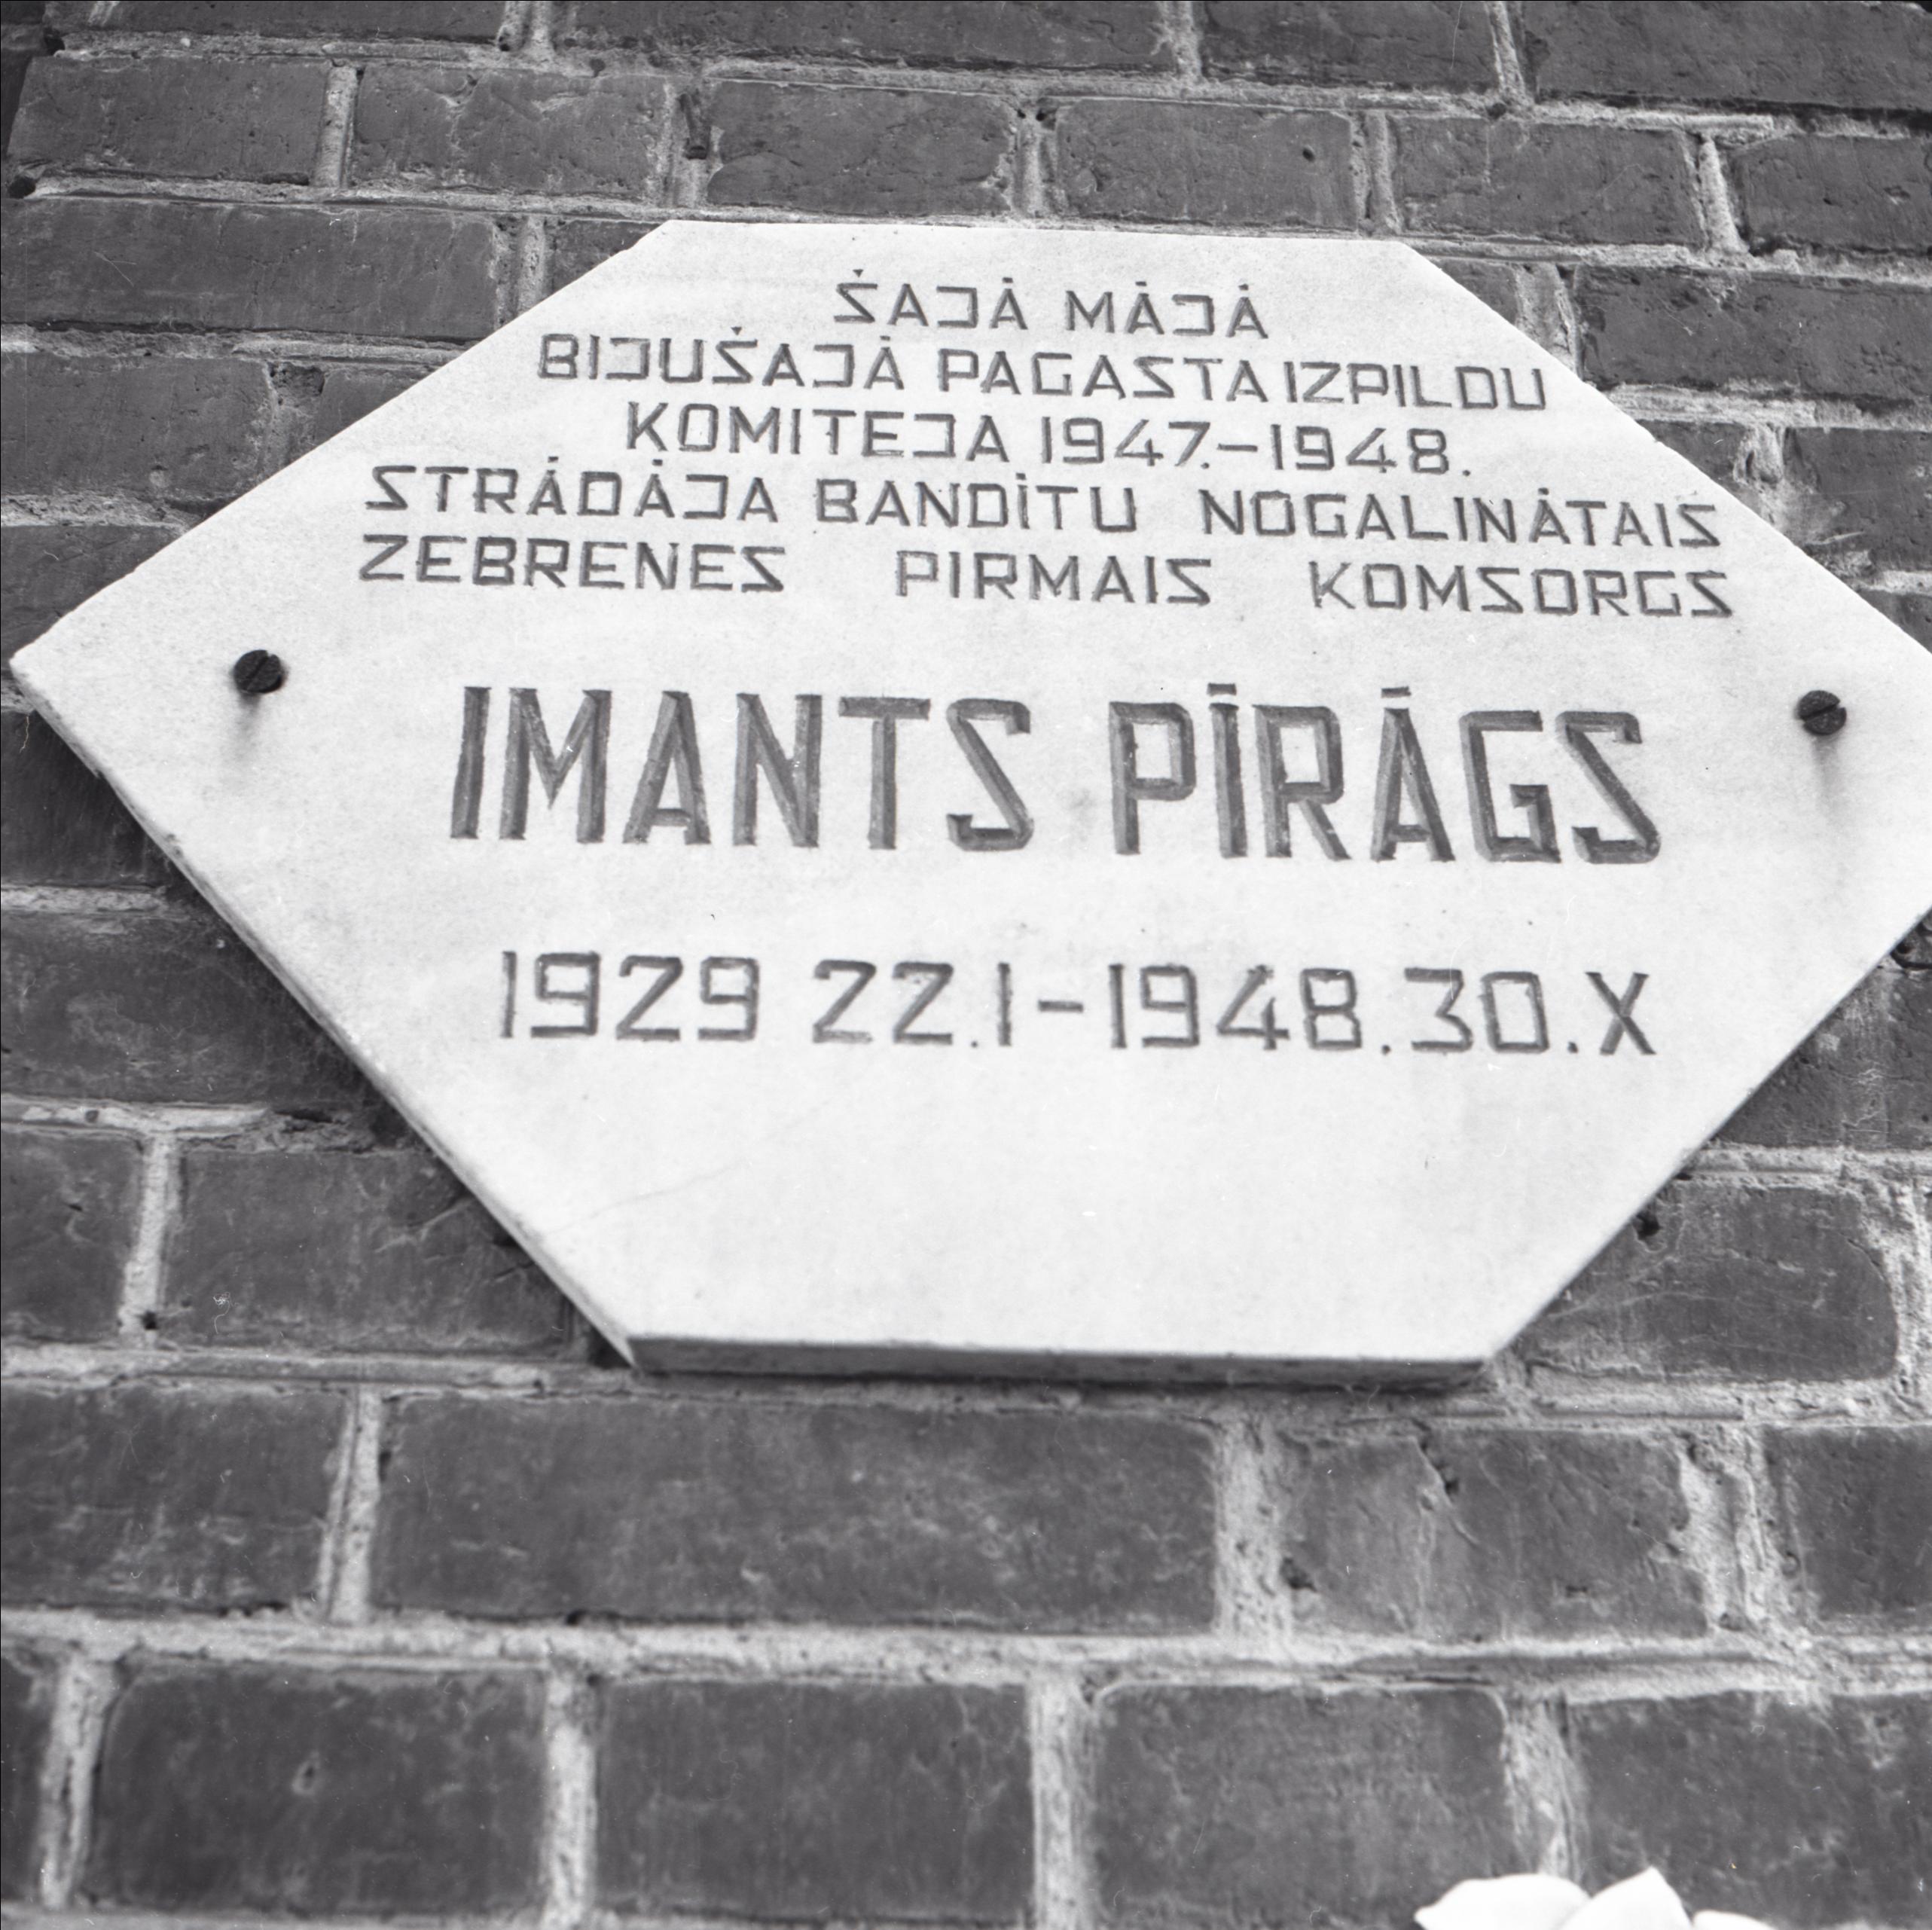 ŠAJĀ MĀJĀ
BIJUŠAJĀ PAGASTA IZPILDU
KOMITEJA 1947.-1948.
STRĀDĀJA BANDĪTU NOGALINĀTAIS
ZEBRENES PIRMAIS KOMSORGS
IMANTS PĪRĀGS
1929 22.I-1948.30.X